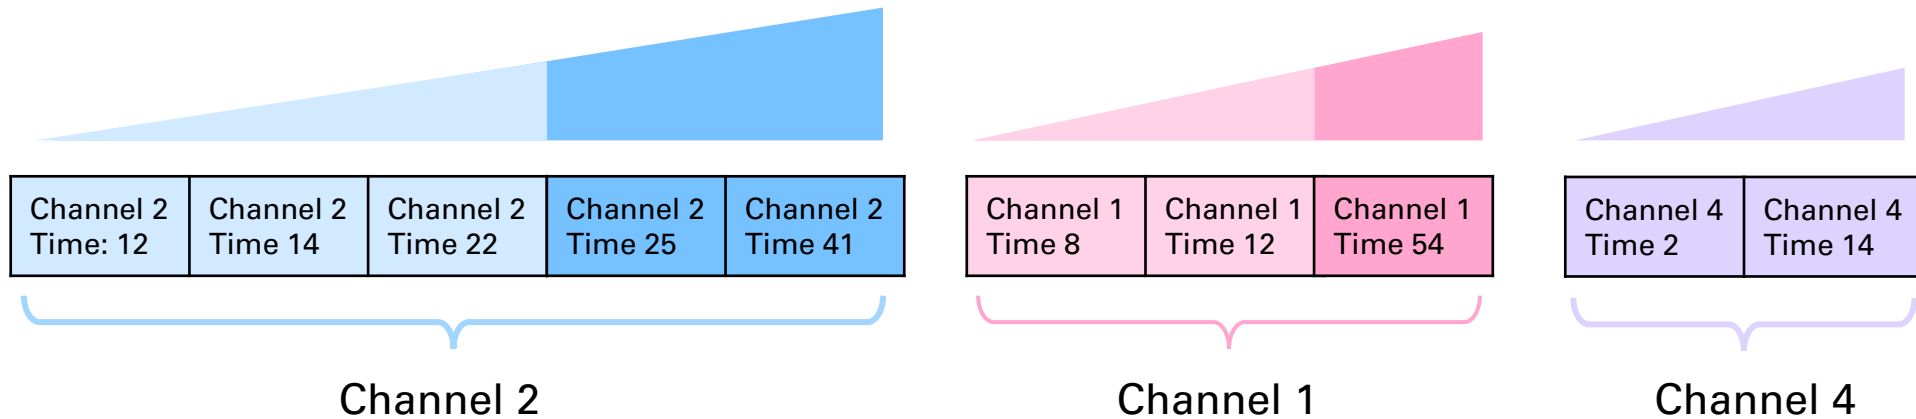 Channel 2
Time: 12
Channel 2
Time 14
Channel 2
Time 22
Channel 2
Time 25
Channel 2
Time 41
Channel 1
Time 8
Channel 1
Time 12
Channel 1
Time 54
Channel 4
Time 2
Channel 4
Time 14
Channel 2
Channel 1
Channel 4